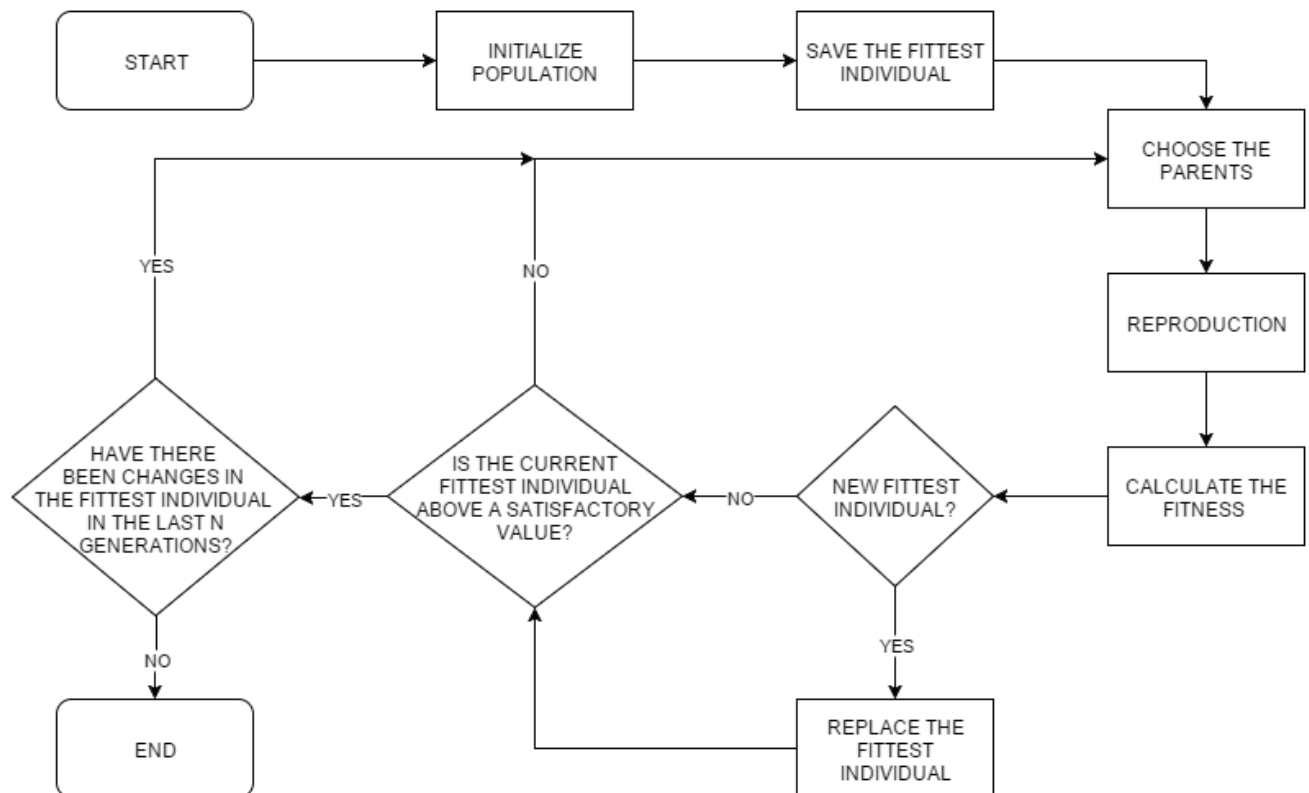 START
INITIALIZE
POPULATION
SAVE THE FITTEST
INDIVIDUAL
CHOOSE THE
PARENTS
YES
NO
REPRODUCTION
HAVE THERE
BEEN CHANGES IN
THE FITTEST INDIVIDUAL
IN THE LAST N
GENERATIONS?
YES
IS THE CURRENT
FITTEST INDIVIDUAL
ABOVE A SATISFACTORY
VALUE?
NO
NEW FITTEST
INDIVIDUAL?
CALCULATE THE
FITNESS
NO
YES
END
REPLACE THE
FITTEST
INDIVIDUAL